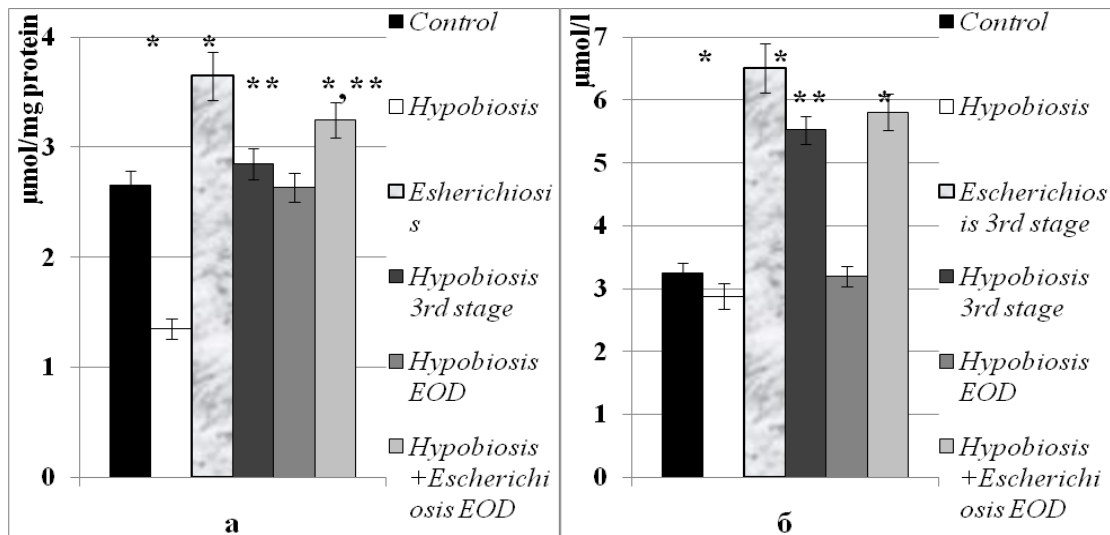 µmol/mg protein
4
3
2
1
0
* * ** *,**
Control
Hypobiosis
Esherichiosi
s
Hypobiosis
3rd stage
Hypobiosis
EOD
Hypobiosis
+Escherichi
osis EOD
а
µmol/l
7
6
5
4
3
2
1
0
* * ** *
Control
Hypobiosis
Escherichios
is 3rd stage
Hypobiosis
3rd stage
Hypobiosis
EOD
Hypobiosis
+Escherichi
osis EOD
б